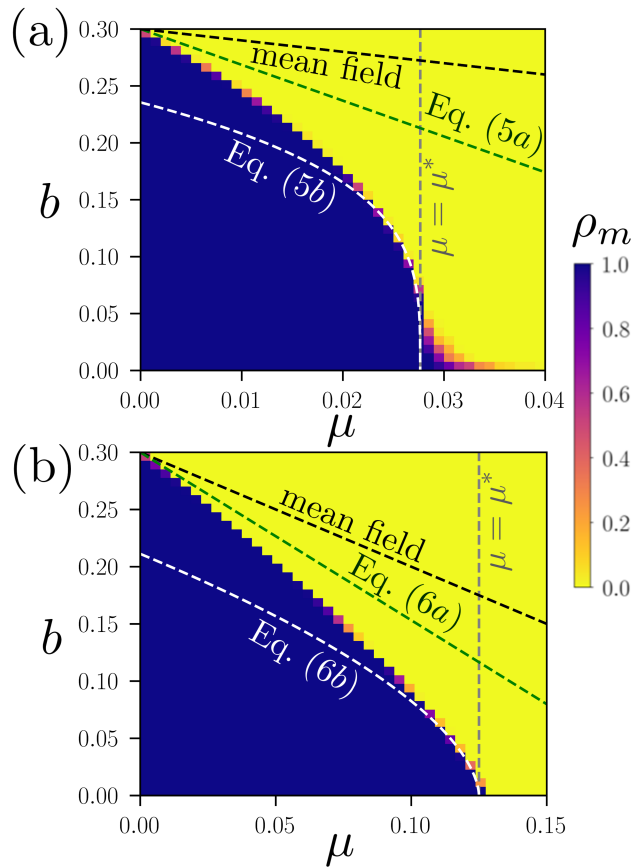 (a)
0.30
0.25
0.20
0.15
0.10
0.05
0.00
b
mean field
Eq. (5a)
Eq. (5b)
μ = μ*
0.00 0.01 0.02 0.03 0.04
μ
ρm
1.0
0.8
0.6
0.4
0.2
0.0
(b)
0.30
0.25
0.20
0.15
0.10
0.05
0.00
b
mean field
Eq. (6a)
Eq. (6b)
μ = μ*
0.00 0.05 0.10 0.15
μ